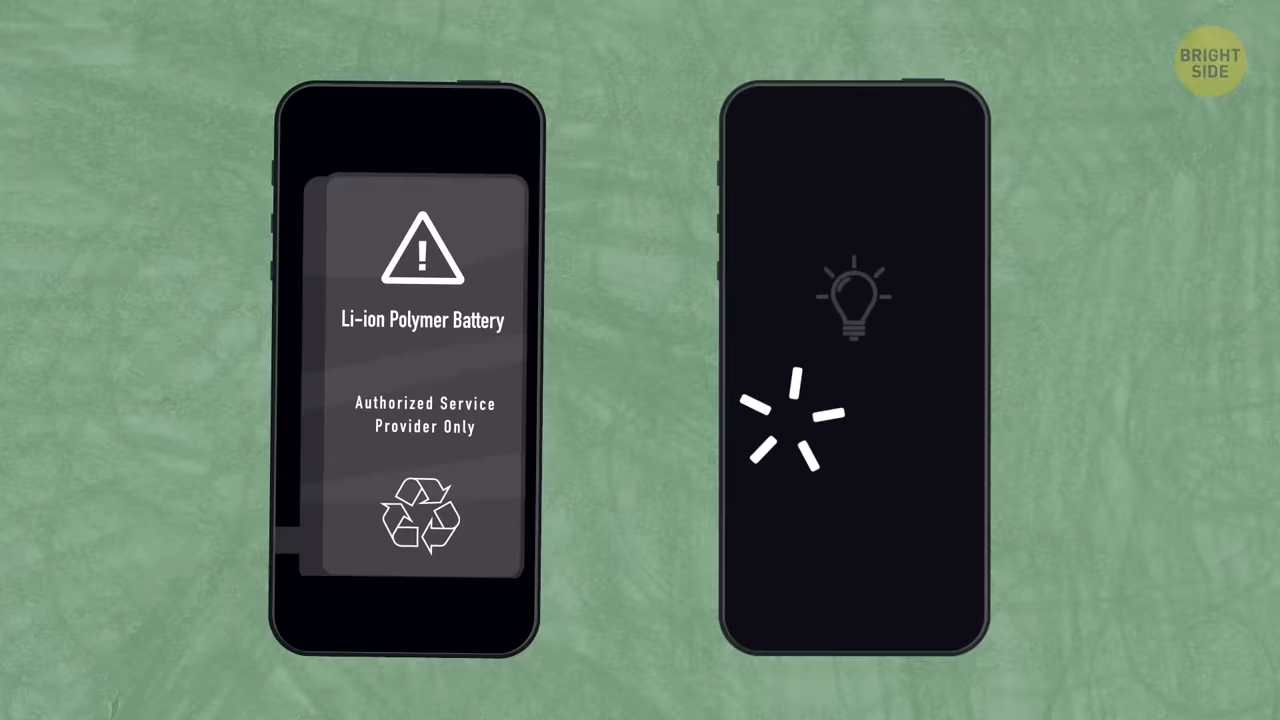 BRIGHT
SIDE
!
Li-ion Polymer Battery
Authorized Service
Provider Only